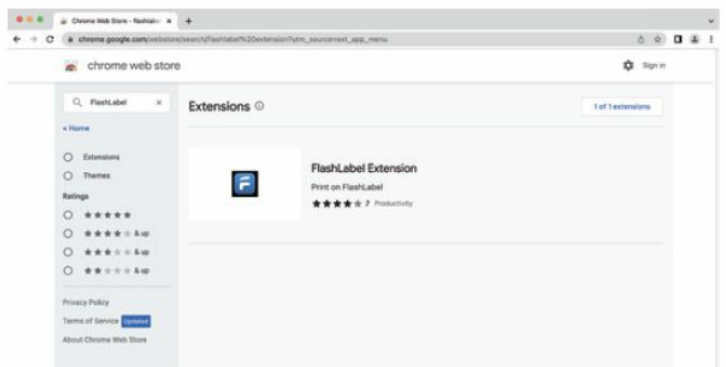 Chrome Web Store - flashlabel
chrome.google.com/webstore/search/flashlabel%20extension?utm_source=ext_app_menu
chrome web store
Sign in
FlashLabel
« Home
Extensions
Themes
Ratings
& up
& up
& up
Privacy Policy
Terms of Service Updated
About Chrome Web Store
Extensions
1 of 1 extensions
FlashLabel Extension
Print on FlashLabel
7 Productivity